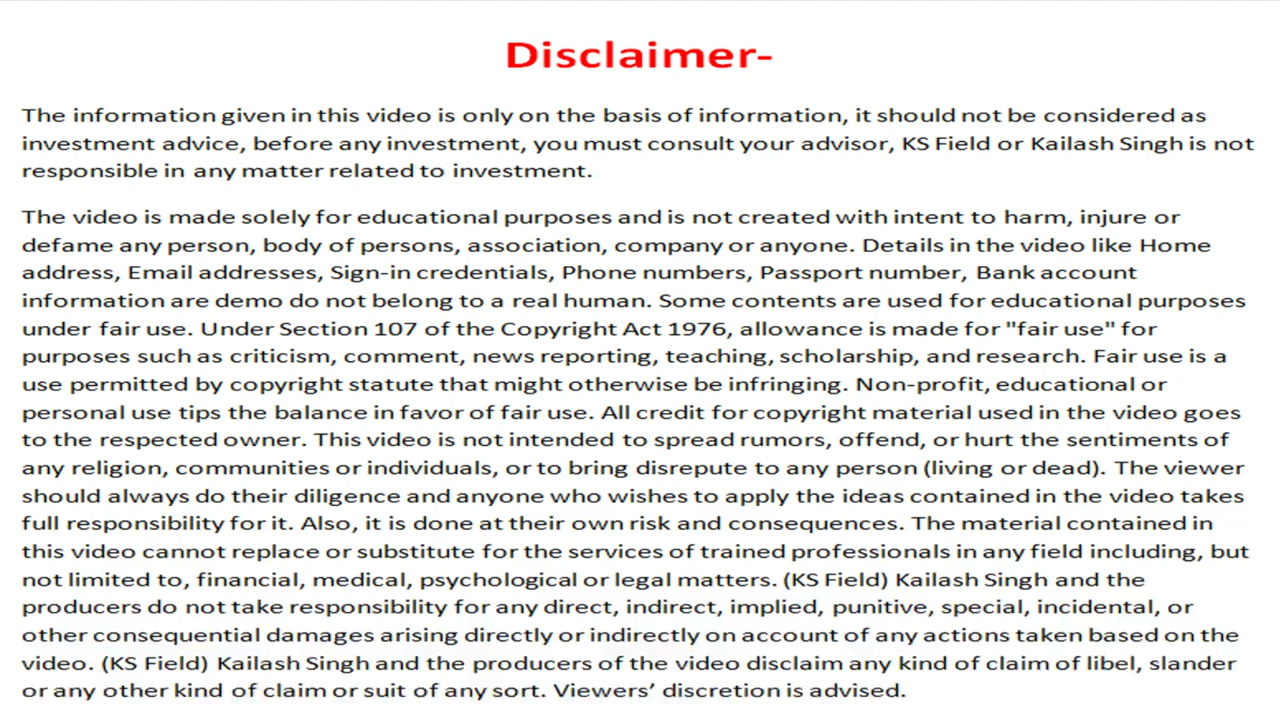 Disclaimer-
The information given in this video is only on the basis of information, it should not be considered as
investment advice, before any investment, you must consult your advisor, KS Field or Kailash Singh is not
responsible in any matter related to investment.
The video is made solely for educational purposes and is not created with intent to harm, injure or
defame any person, body of persons, association, company or anyone. Details in the video like Home
address, Email addresses, Sign-in credentials, Phone numbers, Passport number, Bank account
information are demo do not belong to a real human. Some contents are used for educational purposes
under fair use. Under Section 107 of the Copyright Act 1976, allowance is made for "fair use" for
purposes such as criticism, comment, news reporting, teaching, scholarship, and research. Fair use is a
use permitted by copyright statute that might otherwise be infringing. Non-profit, educational or
personal use tips the balance in favor of fair use. All credit for copyright material used in the video goes
to the respected owner. This video is not intended to spread rumors, offend, or hurt the sentiments of
any religion, communities or individuals, or to bring disrepute to any person (living or dead). The viewer
should always do their diligence and anyone who wishes to apply the ideas contained in the video takes
full responsibility for it. Also, it is done at their own risk and consequences. The material contained in
this video cannot replace or substitute for the services of trained professionals in any field including, but
not limited to, financial, medical, psychological or legal matters. (KS Field) Kailash Singh and the
producers do not take responsibility for any direct, indirect, implied, punitive, special, incidental, or
other consequential damages arising directly or indirectly on account of any actions taken based on the
video. (KS Field) Kailash Singh and the producers of the video disclaim any kind of claim of libel, slander
or any other kind of claim or suit of any sort. Viewers’ discretion is advised.